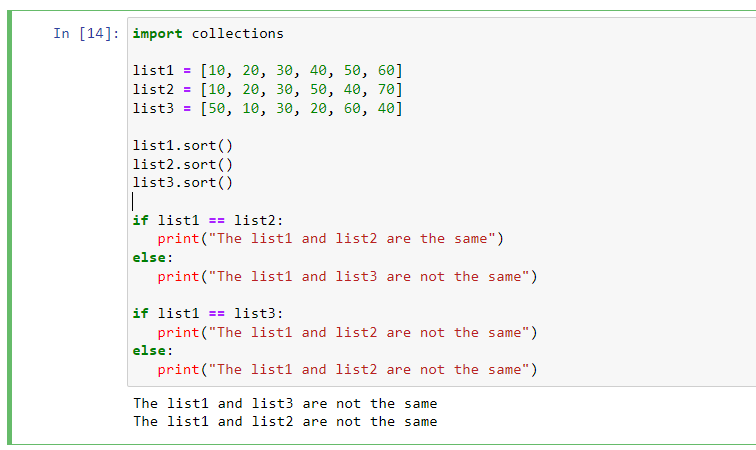 In [14]: import collections
list1 = [10, 20, 30, 40, 50, 60]
list2 = [10, 20, 30, 50, 40, 70]
list3 = [50, 10, 30, 20, 60, 40]
list1.sort()
list2.sort()
list3.sort()
if list1 == list2:
   print("The list1 and list2 are the same")
else:
   print("The list1 and list3 are not the same")
if list1 == list3:
   print("The list1 and list2 are not the same")
else:
   print("The list1 and list2 are not the same")
The list1 and list3 are not the same
The list1 and list2 are not the same